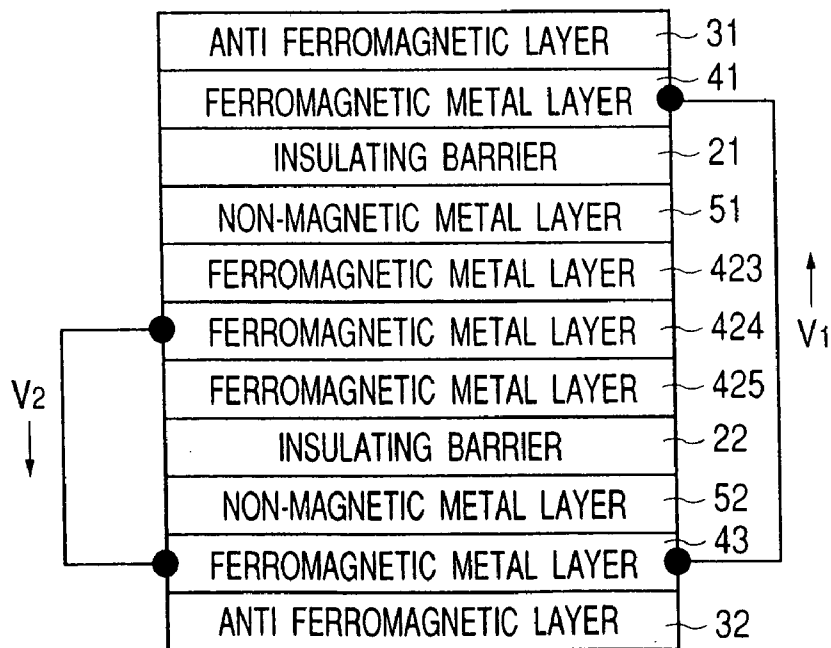 ANTI FERROMAGNETIC LAYER 31
41
FERROMAGNETIC METAL LAYER
INSULATING BARRIER 21
NON-MAGNETIC METAL LAYER 51
FERROMAGNETIC METAL LAYER 423
FERROMAGNETIC METAL LAYER 424
V1
FERROMAGNETIC METAL LAYER 425
V2
INSULATING BARRIER 22
NON-MAGNETIC METAL LAYER 52
43
FERROMAGNETIC METAL LAYER
ANTI FERROMAGNETIC LAYER 32